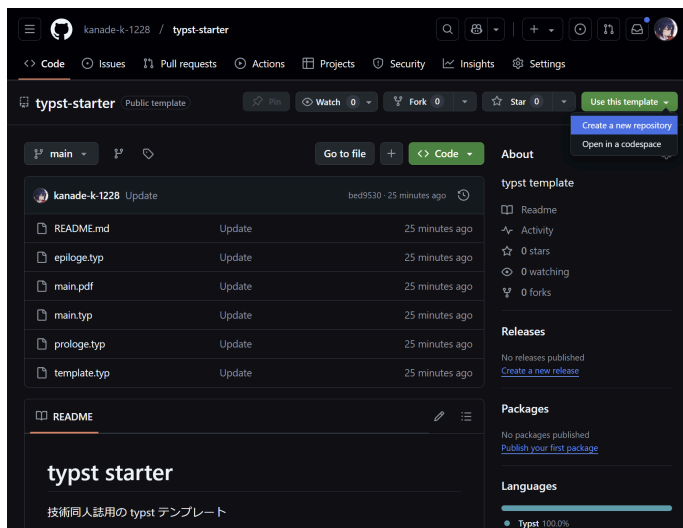 kanade-k-1228 / typst-starter
Code Issues Pull requests Actions Projects Security Insights Settings
typst-starter Public template Pin Watch 0 Fork 0 Star 0 Use this template
Create a new repository
Open in a codespace
main Go to file Code
kanade-k-1228 Update bed9530 · 25 minutes ago
README.md Update 25 minutes ago
epiloge.typ Update 25 minutes ago
main.pdf Update 25 minutes ago
main.typ Update 25 minutes ago
prologe.typ Update 25 minutes ago
template.typ Update 25 minutes ago
README
typst starter
技術同人誌用の typst テンプレート
About
typst template
Readme
Activity
0 stars
0 watching
0 forks
Releases
No releases published
Create a new release
Packages
No packages published
Publish your first package
Languages
Typst 100.0%